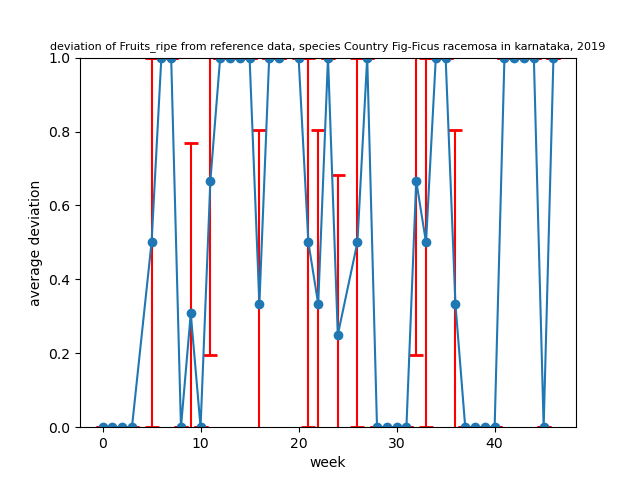 deviation of Fruits_ripe from reference data, species Country Fig-Ficus racemosa in karnataka, 2019
1.0
0.8
0.6
0.4
0.2
0.0
average deviation
0 10 20 30 40
week